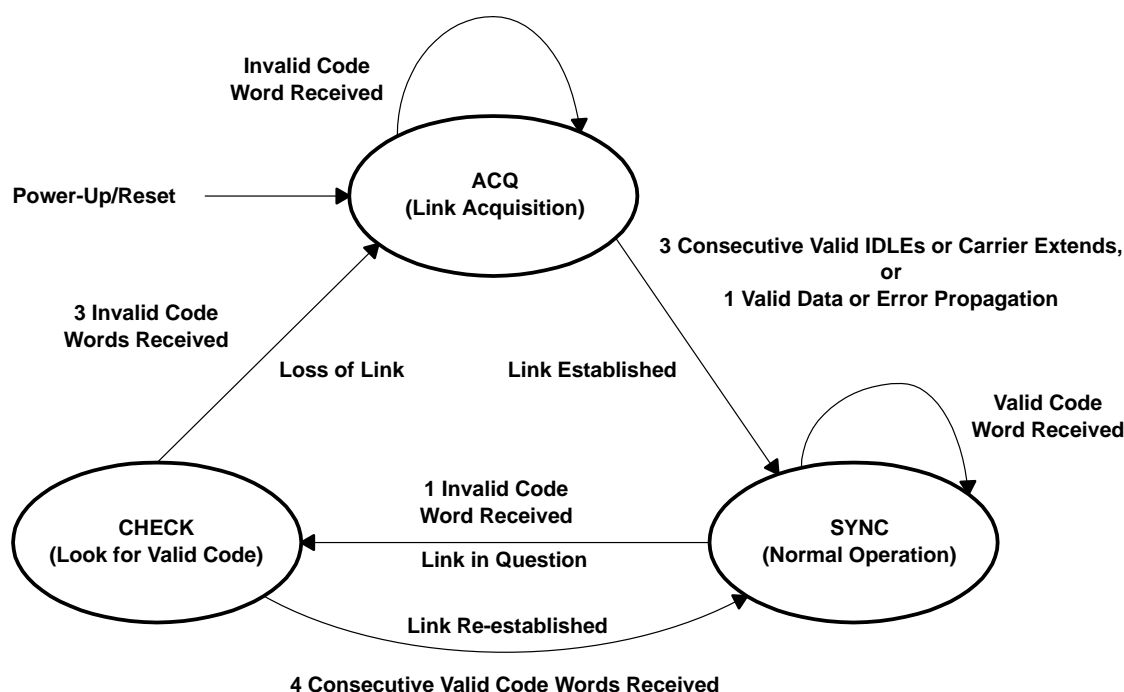 Invalid Code
Word Received
Power-Up/Reset
ACQ
(Link Acquisition)
3 Consecutive Valid IDLEs or Carrier Extends,
or
1 Valid Data or Error Propagation
3 Invalid Code
Words Received
Loss of Link
Link Established
Valid Code
Word Received
1 Invalid Code
Word Received
CHECK
(Look for Valid Code)
SYNC
(Normal Operation)
Link in Question
Link Re-established
4 Consecutive Valid Code Words Received